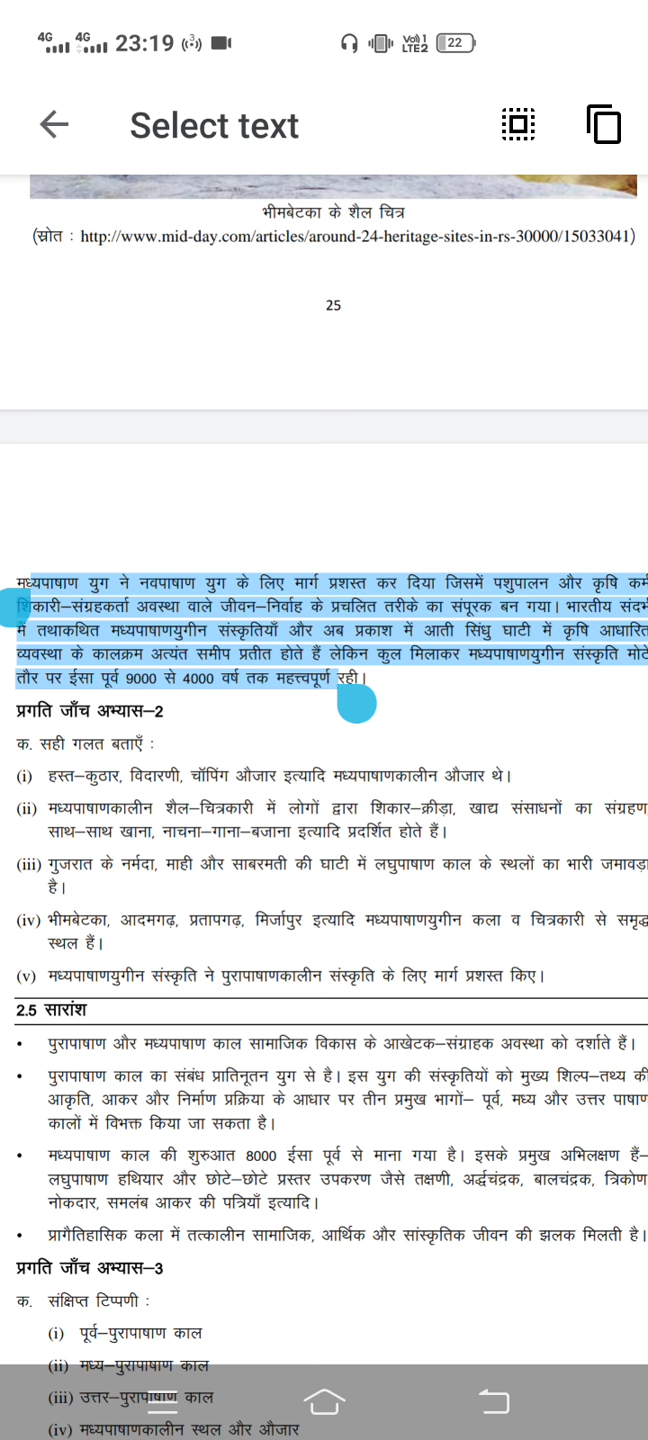 4G 4G 23:19 Vo) 1 LTE2 22
Select text
भीमबेटका के शैल चित्र
(स्रोत : http://www.mid-day.com/articles/around-24-heritage-sites-in-rs-30000/15033041)
25
मध्यपाषाण युग ने नवपाषाण युग के लिए मार्ग प्रशस्त कर दिया जिसमें पशुपालन और कृषि कर्म
शिकारी–संग्रहकर्ता अवस्था वाले जीवन–निर्वाह के प्रचलित तरीके का संपूरक बन गया। भारतीय संदर्भ
में तथाकथित मध्यपाषाणयुगीन संस्कृतियाँ और अब प्रकाश में आती सिंधु घाटी में कृषि आधारित
व्यवस्था के कालक्रम अत्यंत समीप प्रतीत होते हैं लेकिन कुल मिलाकर मध्यपाषाणयुगीन संस्कृति मोटे
तौर पर ईसा पूर्व 9000 से 4000 वर्ष तक महत्त्वपूर्ण रही।
प्रगति जाँच अभ्यास–2
क. सही गलत बताएँ :
(i) हस्त–कुठार, विदारणी, चॉपिंग औजार इत्यादि मध्यपाषाणकालीन औजार थे।
(ii) मध्यपाषाणकालीन शैल–चित्रकारी में लोगों द्वारा शिकार–क्रीड़ा, खाद्य संसाधनों का संग्रहण,
साथ–साथ खाना, नाचना–गाना–बजाना इत्यादि प्रदर्शित होते हैं।
(iii) गुजरात के नर्मदा, माही और साबरमती की घाटी में लघुपाषाण काल के स्थलों का भारी जमावड़ा
है।
(iv) भीमबेटका, आदमगढ़, प्रतापगढ़, मिर्जापुर इत्यादि मध्यपाषाणयुगीन कला व चित्रकारी से समृद्ध
स्थल हैं।
(v) मध्यपाषाणयुगीन संस्कृति ने पुरापाषाणकालीन संस्कृति के लिए मार्ग प्रशस्त किए।
2.5 सारांश
• पुरापाषाण और मध्यपाषाण काल सामाजिक विकास के आखेटक–संग्राहक अवस्था को दर्शाते हैं।
• पुरापाषाण काल का संबंध प्रातिनूतन युग से है। इस युग की संस्कृतियों को मुख्य शिल्प–तथ्य की
आकृति, आकर और निर्माण प्रक्रिया के आधार पर तीन प्रमुख भागों– पूर्व, मध्य और उत्तर पाषाण
कालों में विभक्त किया जा सकता है।
• मध्यपाषाण काल की शुरुआत 8000 ईसा पूर्व से माना गया है। इसके प्रमुख अभिलक्षण हैं–
लघुपाषाण हथियार और छोटे–छोटे प्रस्तर उपकरण जैसे तक्षणी, अर्द्धचंद्रक, बालचंद्रक, त्रिकोण
नोकदार, समलंब आकर की पत्रियाँ इत्यादि।
• प्रागैतिहासिक कला में तत्कालीन सामाजिक, आर्थिक और सांस्कृतिक जीवन की झलक मिलती है।
प्रगति जाँच अभ्यास–3
क. संक्षिप्त टिप्पणी :
(i) पूर्व–पुरापाषाण काल
(ii) मध्य–पुरापाषाण काल
(iii) उत्तर–पुरापाषाण काल
(iv) मध्यपाषाणकालीन स्थल और औजार